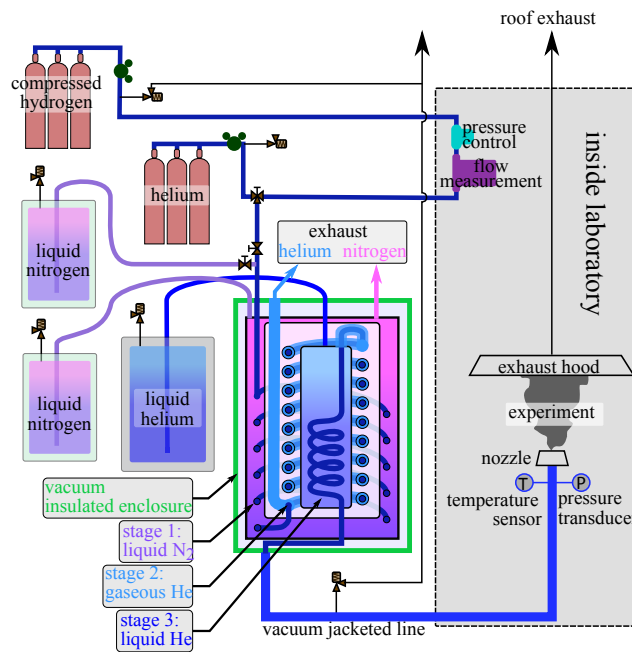 roof exhaust
compressed
hydrogen
pressure
control
flow
measurement
inside laboratory
helium
exhaust
helium nitrogen
liquid
nitrogen
liquid
nitrogen
liquid
helium
exhaust hood
experiment
nozzle
T
P
temperature
sensor
pressure
transducer
vacuum
insulated enclosure
stage 1:
liquid N2
stage 2:
gaseous He
stage 3:
liquid He
vacuum jacketed line